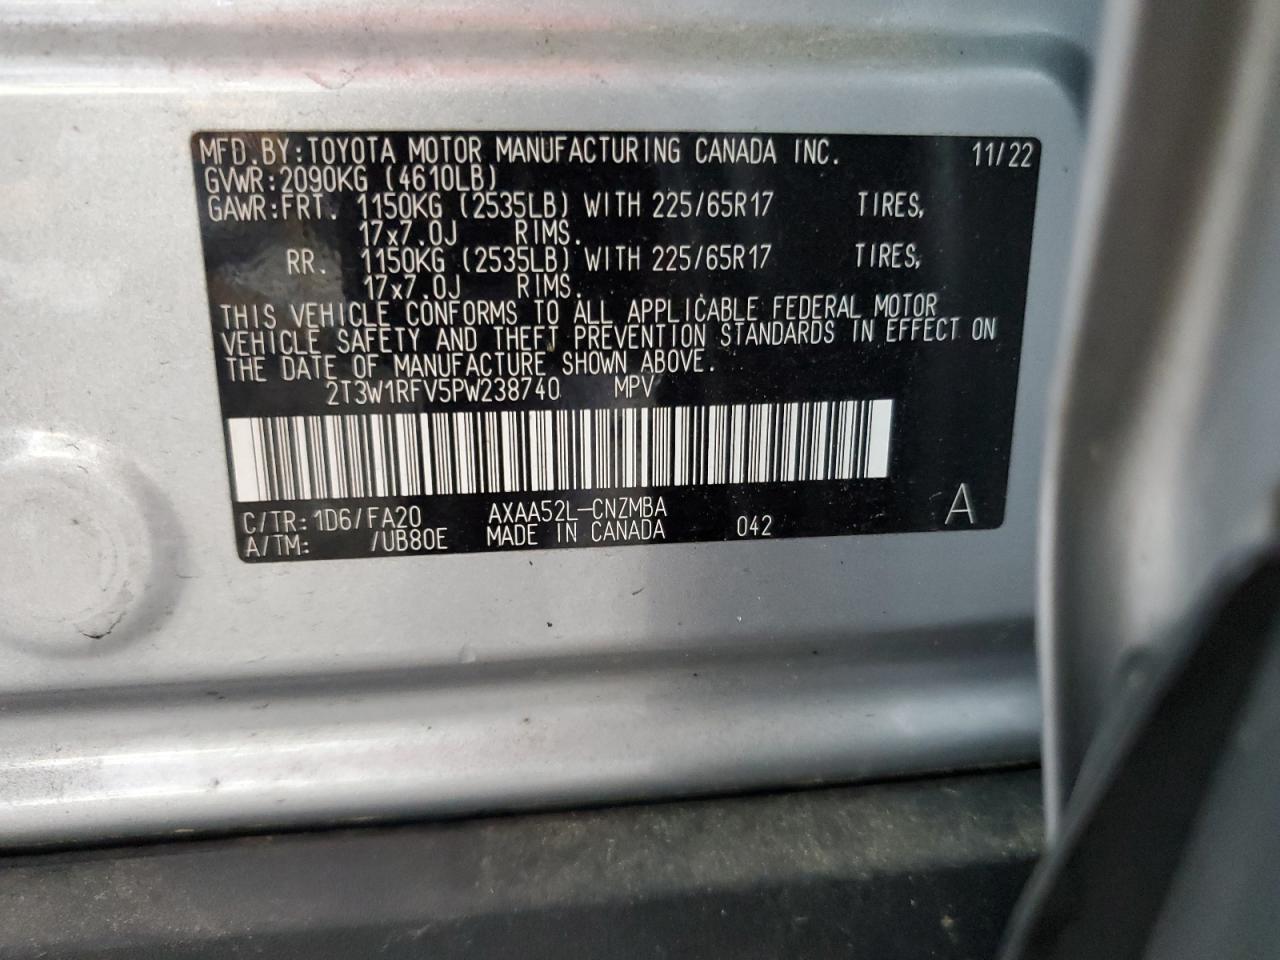 MFD.BY:TOYOTA MOTOR MANUFACTURING CANADA INC. 11/22
GVWR:2090KG (4610LB)
GAWR:FRT. 1150KG (2535LB) WITH 225/65R17 TIRES,
17x7.0J RIMS.
RR. 1150KG (2535LB) WITH 225/65R17 TIRES,
17x7.0J RIMS.
THIS VEHICLE CONFORMS TO ALL APPLICABLE FEDERAL MOTOR
VEHICLE SAFETY AND THEFT PREVENTION STANDARDS IN EFFECT ON
THE DATE OF MANUFACTURE SHOWN ABOVE.
2T3W1RFV5PW238740 MPV
C/TR:1D6/FA20 AXAA52L-CNZMBA
A/TM: /UB80E MADE IN CANADA 042 A